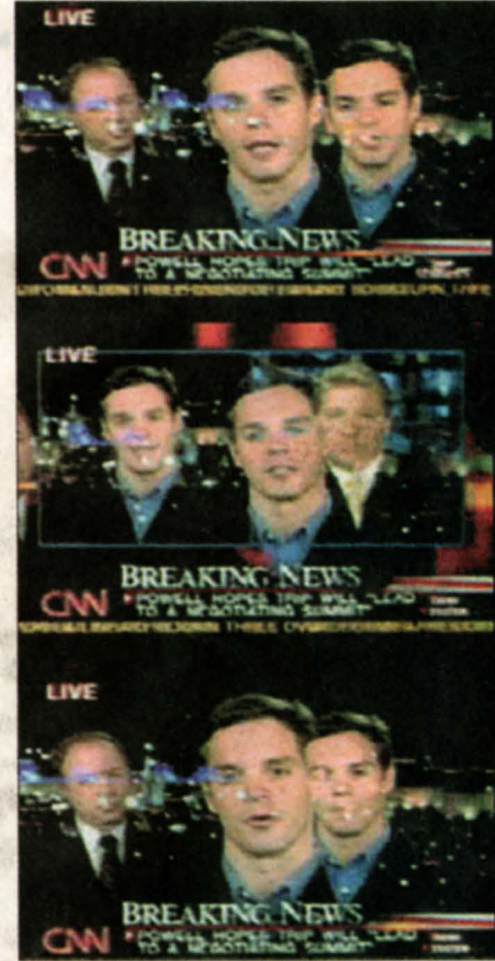 LIVE
BREAKING NEWS
CNN
POWELL HOPES TRIP WILL "LEAD
TO A NEGOTIATING SUMMIT"
LIVE
BREAKING NEWS
CNN
POWELL HOPES TRIP WILL "LEAD
TO A NEGOTIATING SUMMIT"
LIVE
BREAKING NEWS
CNN
POWELL HOPES TRIP WILL "LEAD
TO A NEGOTIATING SUMMIT"